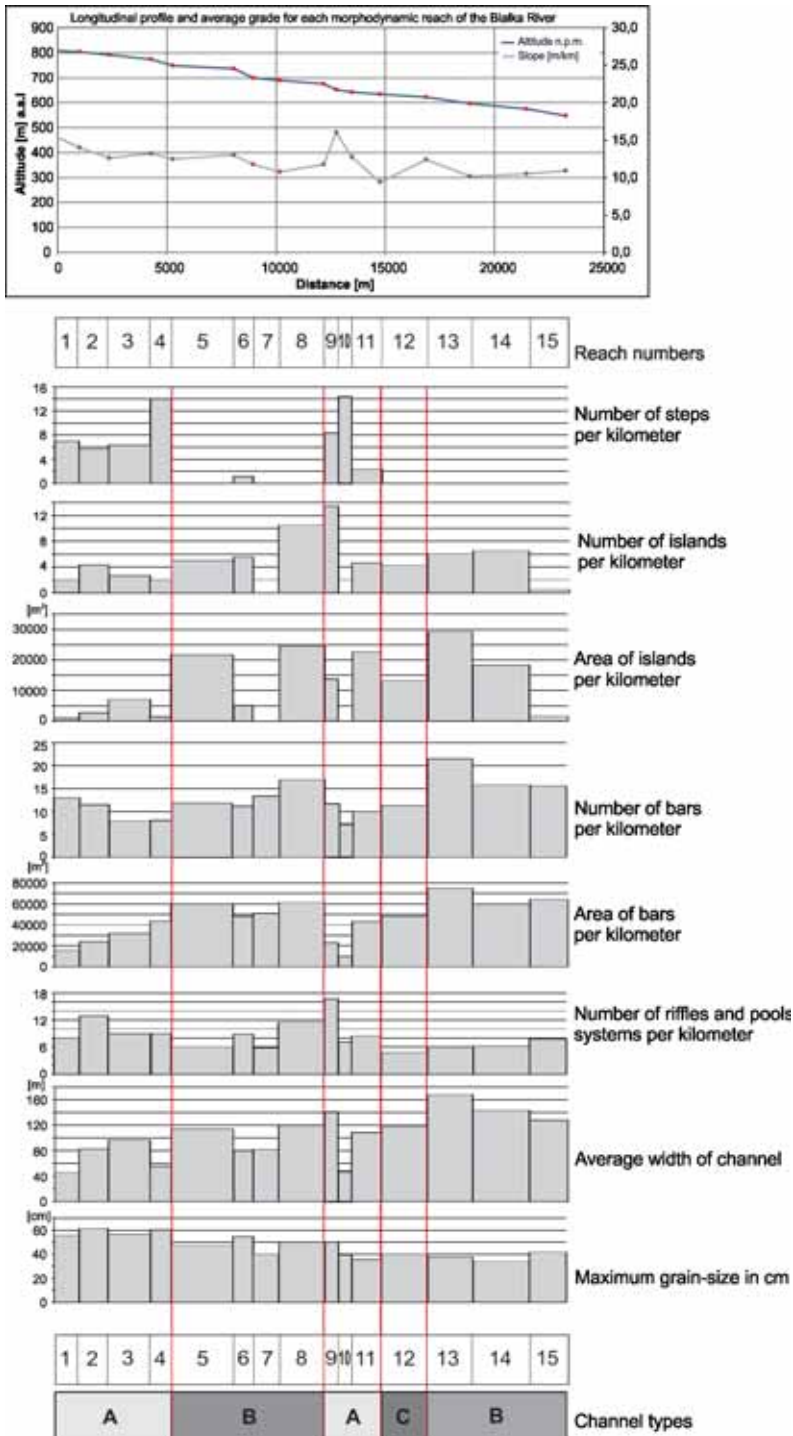 Longitudinal profile and average grade for each morphodynamic reach of the Bialka River
Altitude [m] a.s.l
900
800
700
600
500
400
300
200
100
0
30,0
25,0
20,0
15,0
10,0
5,0
0,0
Altitude n.p.m.
Slope [m/km]
0 5000 10000 15000 20000 25000
Distance [m]
1 2 3 4 5 6 7 8 9 10 11 12 13 14 15
Reach numbers
16
12
8
4
0
Number of steps
per kilometer
12
8
4
0
Number of islands
per kilometer
[m²]
30000
20000
10000
0
Area of islands
per kilometer
25
20
15
10
5
0
Number of bars
per kilometer
[m²]
80000
60000
40000
20000
0
Area of bars
per kilometer
18
12
6
0
Number of riffles and pools
systems per kilometer
[m]
160
120
80
40
0
Average width of channel
[cm]
60
40
20
0
Maximum grain-size in cm
1 2 3 4 5 6 7 8 9 10 11 12 13 14 15
A B A C B
Channel types